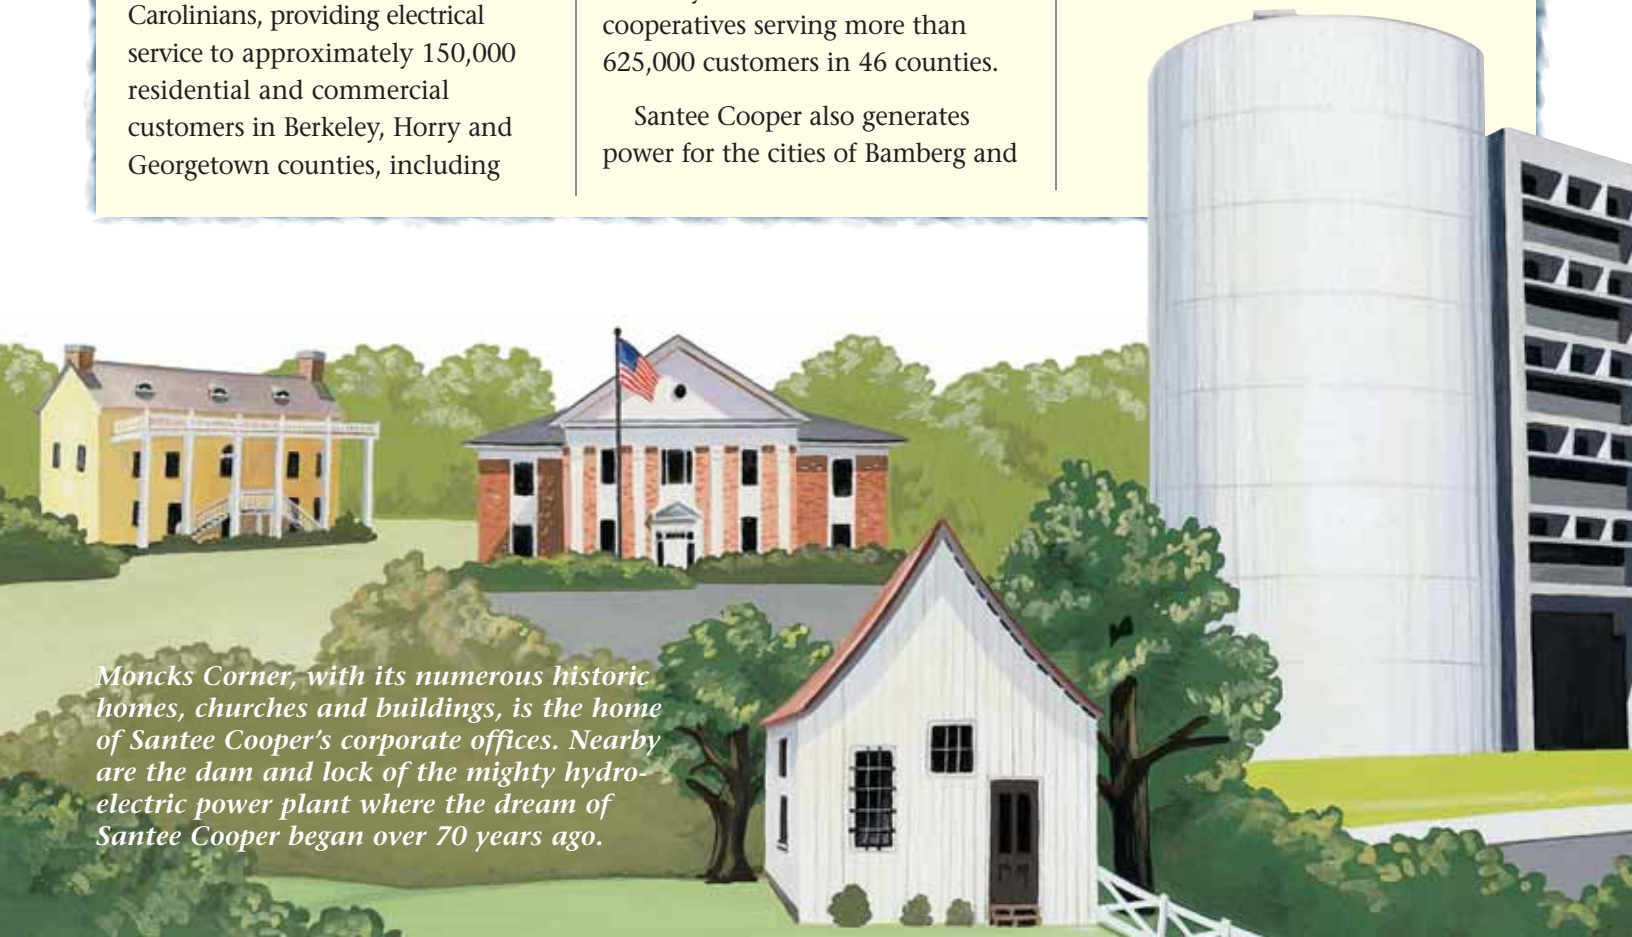 Carolinians, providing electrical
service to approximately 150,000
residential and commercial
customers in Berkeley, Horry and
Georgetown counties, including
cooperatives serving more than
625,000 customers in 46 counties.
Santee Cooper also generates
power for the cities of Bamberg and
Moncks Corner, with its numerous historic
homes, churches and buildings, is the home
of Santee Cooper’s corporate offices. Nearby
are the dam and lock of the mighty hydro-
electric power plant where the dream of
Santee Cooper began over 70 years ago.